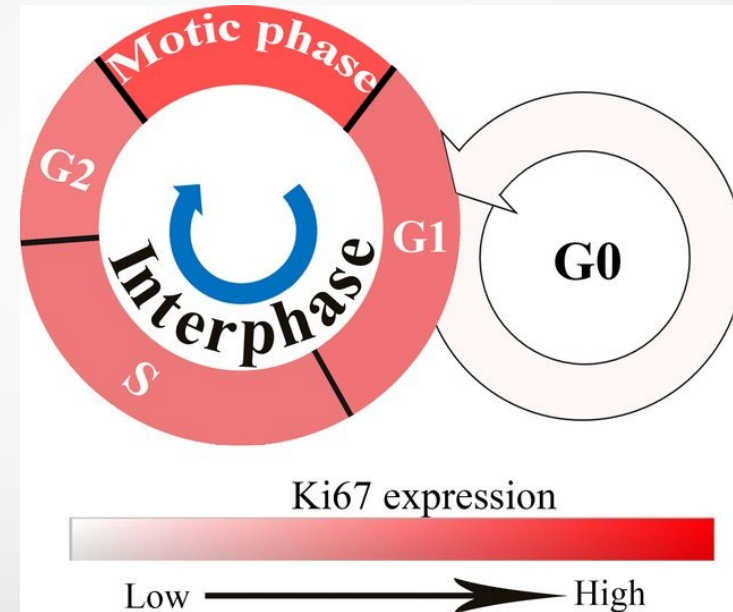 Motic phase
G2
G1
G0
Interphase
S
Ki67 expression
Low
High